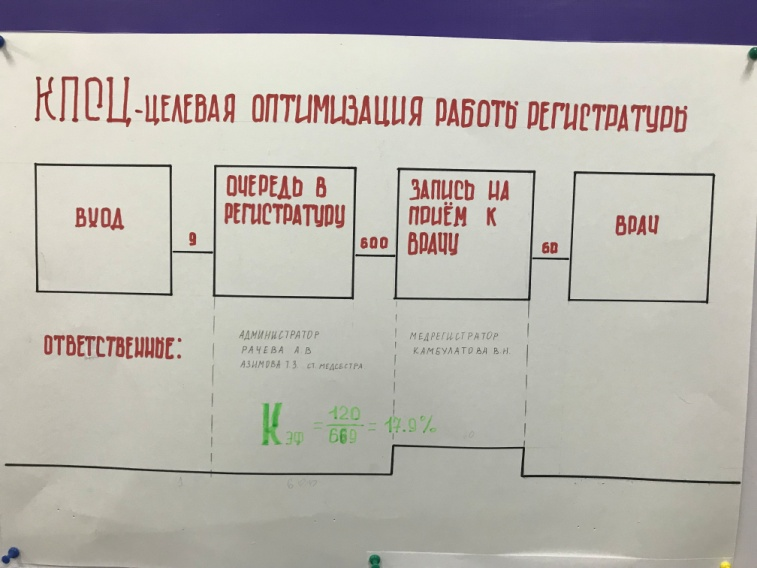 КПСЦ-ЦЕЛЕВАЯ ОПТИМИЗАЦИЯ РАБОТЫ РЕГИСТРАТУРЫ
ВХОД
9
ОЧЕРЕДЬ В
РЕГИСТРАТУРУ
600
ЗАПИСЬ НА
ПРИЁМ К
ВРАЧУ
60
ВРАЧ
ОТВЕТСТВЕННЫЕ:
АДМИНИСТРАТОР
РАЧЕВА А.В
АЗИМОВА Т.З СТ. МЕДСЕСТРА
МЕДРЕГИСТРАТОР
КАМБУЛАТОВА В.Н.
Кэф = 120/669 = 17.9%